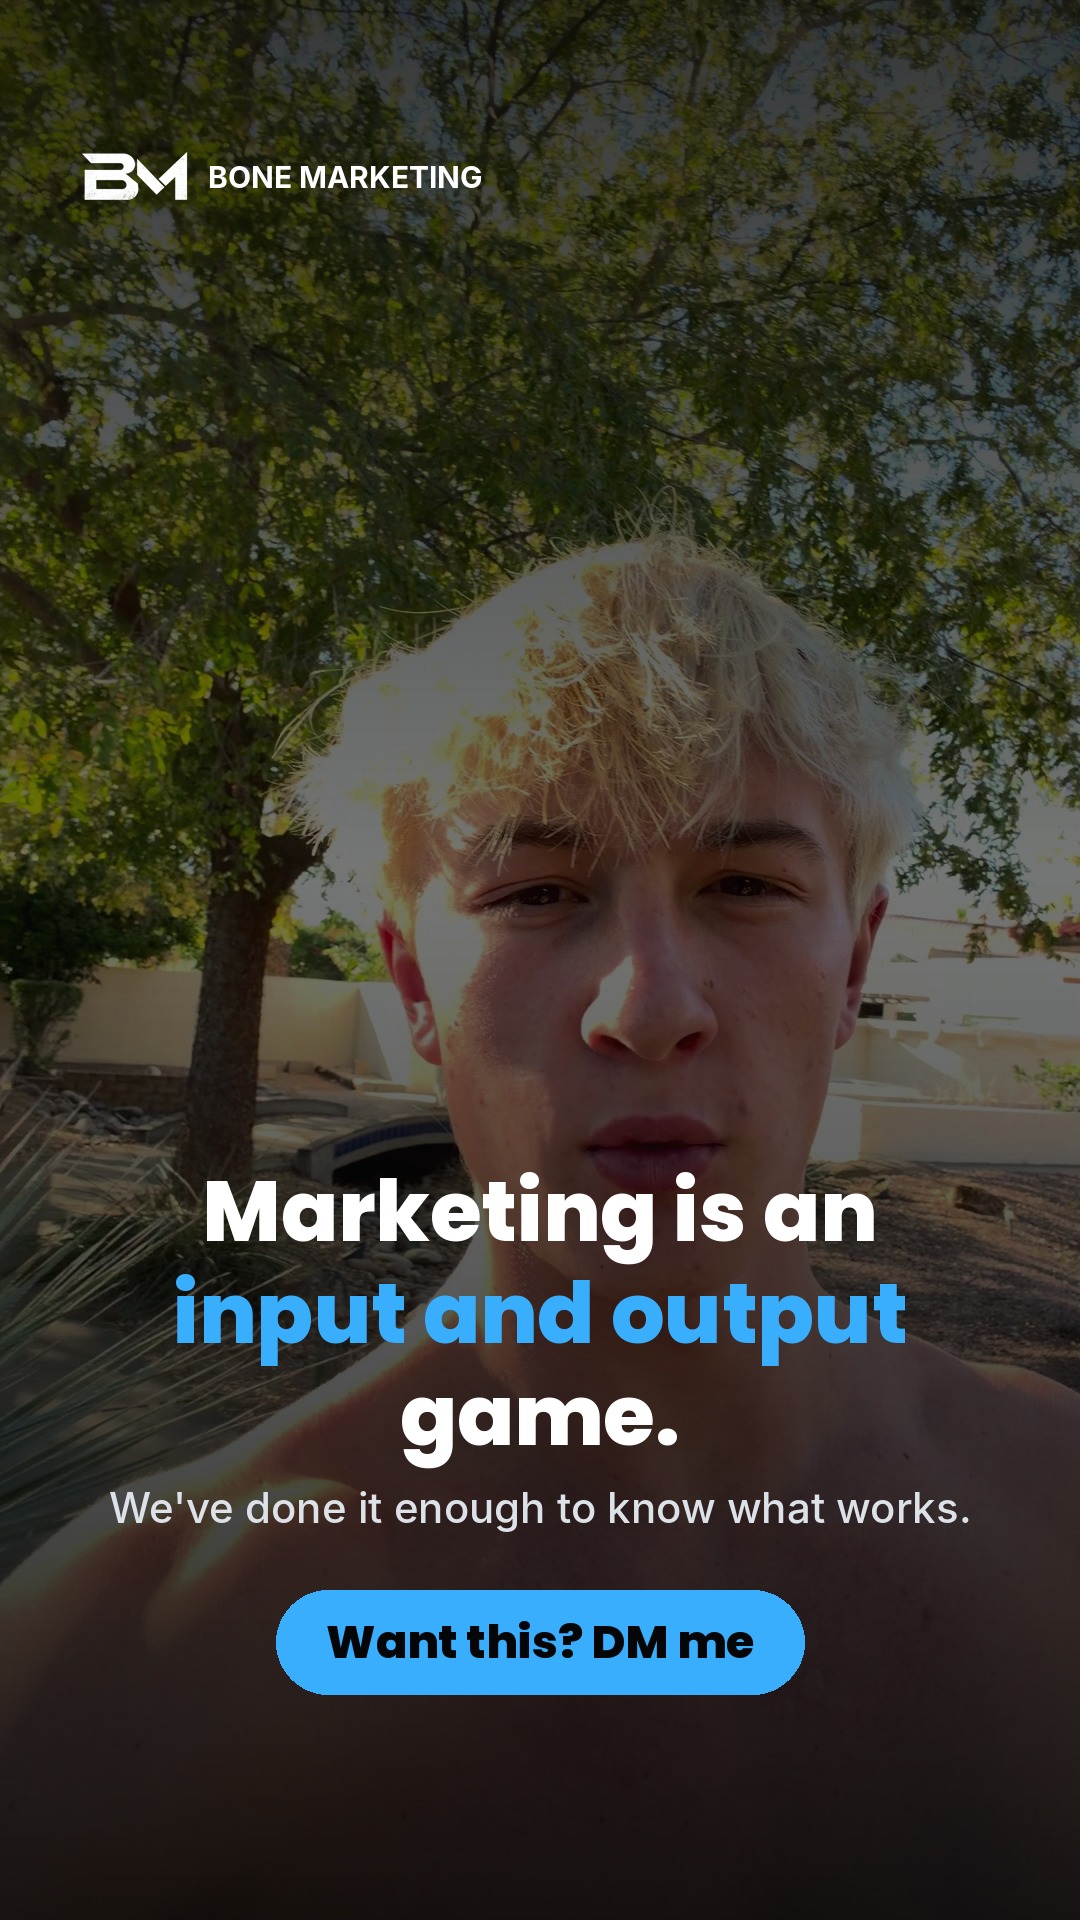 BM BONE MARKETING
Marketing is an
input and output
game.
We've done it enough to know what works.
Want this? DM me